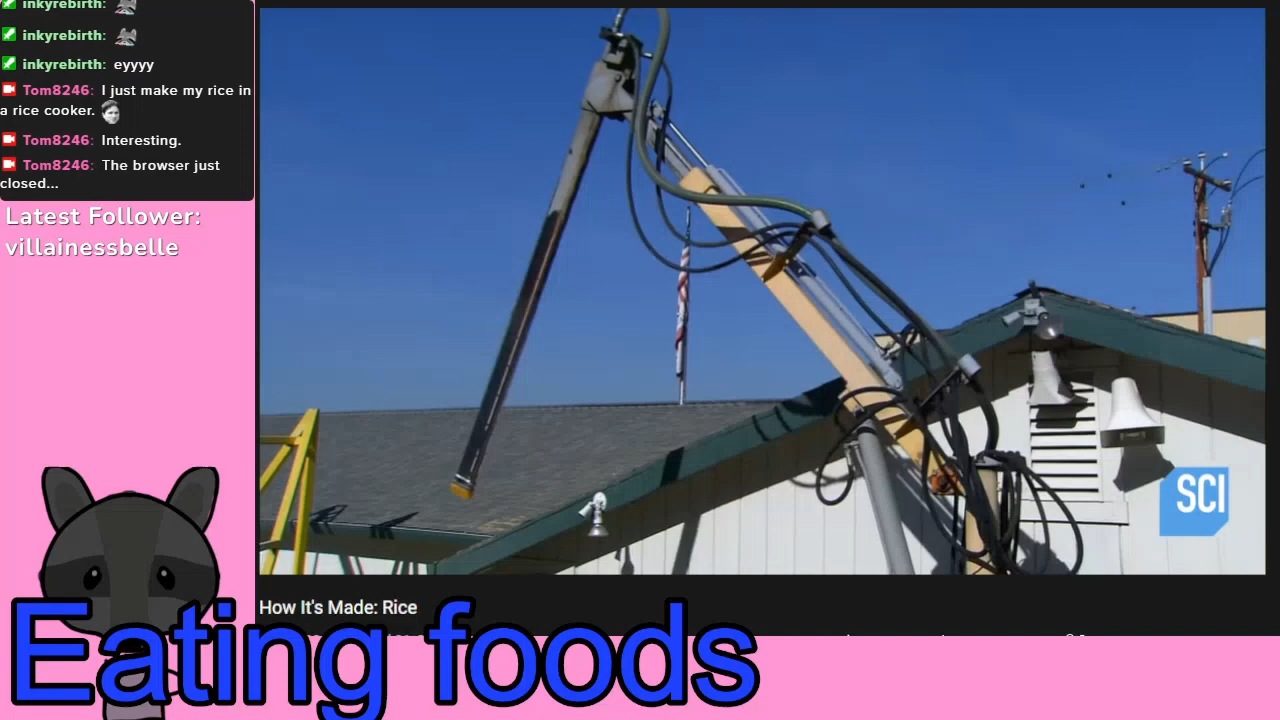 inkyrebirth:
inkyrebirth:
inkyrebirth: eyyyy
Tom8246: I just make my rice in
a rice cooker.
Tom8246: Interesting.
Tom8246: The browser just
closed...
Latest Follower:
villainessbelle
SCI
How It's Made: Rice
Eating foods